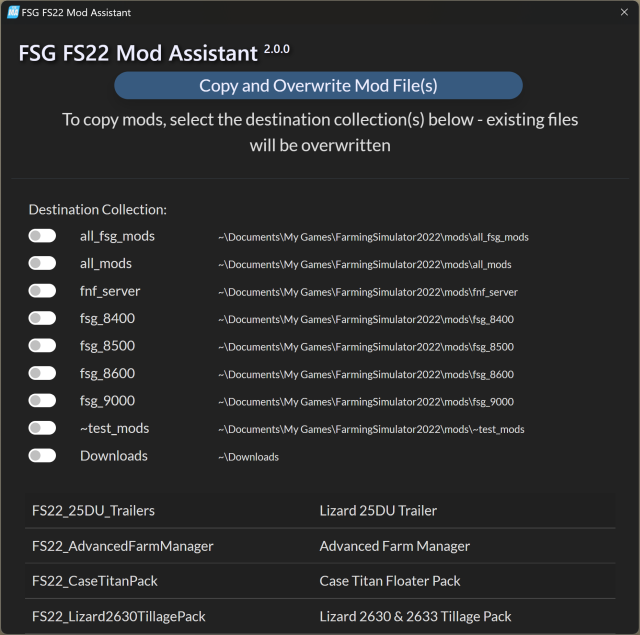 FSG FS22 Mod Assistant
FSG FS22 Mod Assistant 2.0.0
Copy and Overwrite Mod File(s)
To copy mods, select the destination collection(s) below - existing files
will be overwritten
Destination Collection:
all_fsg_mods ~\Documents\My Games\FarmingSimulator2022\mods\all_fsg_mods
all_mods ~\Documents\My Games\FarmingSimulator2022\mods\all_mods
fnf_server ~\Documents\My Games\FarmingSimulator2022\mods\fnf_server
fsg_8400 ~\Documents\My Games\FarmingSimulator2022\mods\fsg_8400
fsg_8500 ~\Documents\My Games\FarmingSimulator2022\mods\fsg_8500
fsg_8600 ~\Documents\My Games\FarmingSimulator2022\mods\fsg_8600
fsg_9000 ~\Documents\My Games\FarmingSimulator2022\mods\fsg_9000
~test_mods ~\Documents\My Games\FarmingSimulator2022\mods\~test_mods
Downloads ~\Downloads
FS22_25DU_Trailers Lizard 25DU Trailer
FS22_AdvancedFarmManager Advanced Farm Manager
FS22_CaseTitanPack Case Titan Floater Pack
FS22_Lizard2630TillagePack Lizard 2630 & 2633 Tillage Pack